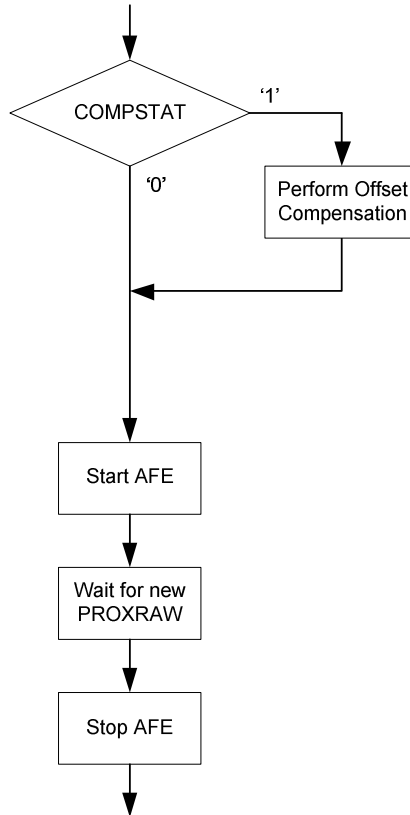 COMPSTAT
‘1’
‘0’
Perform Offset
Compensation
Start AFE
Wait for new
PROXRAW
Stop AFE